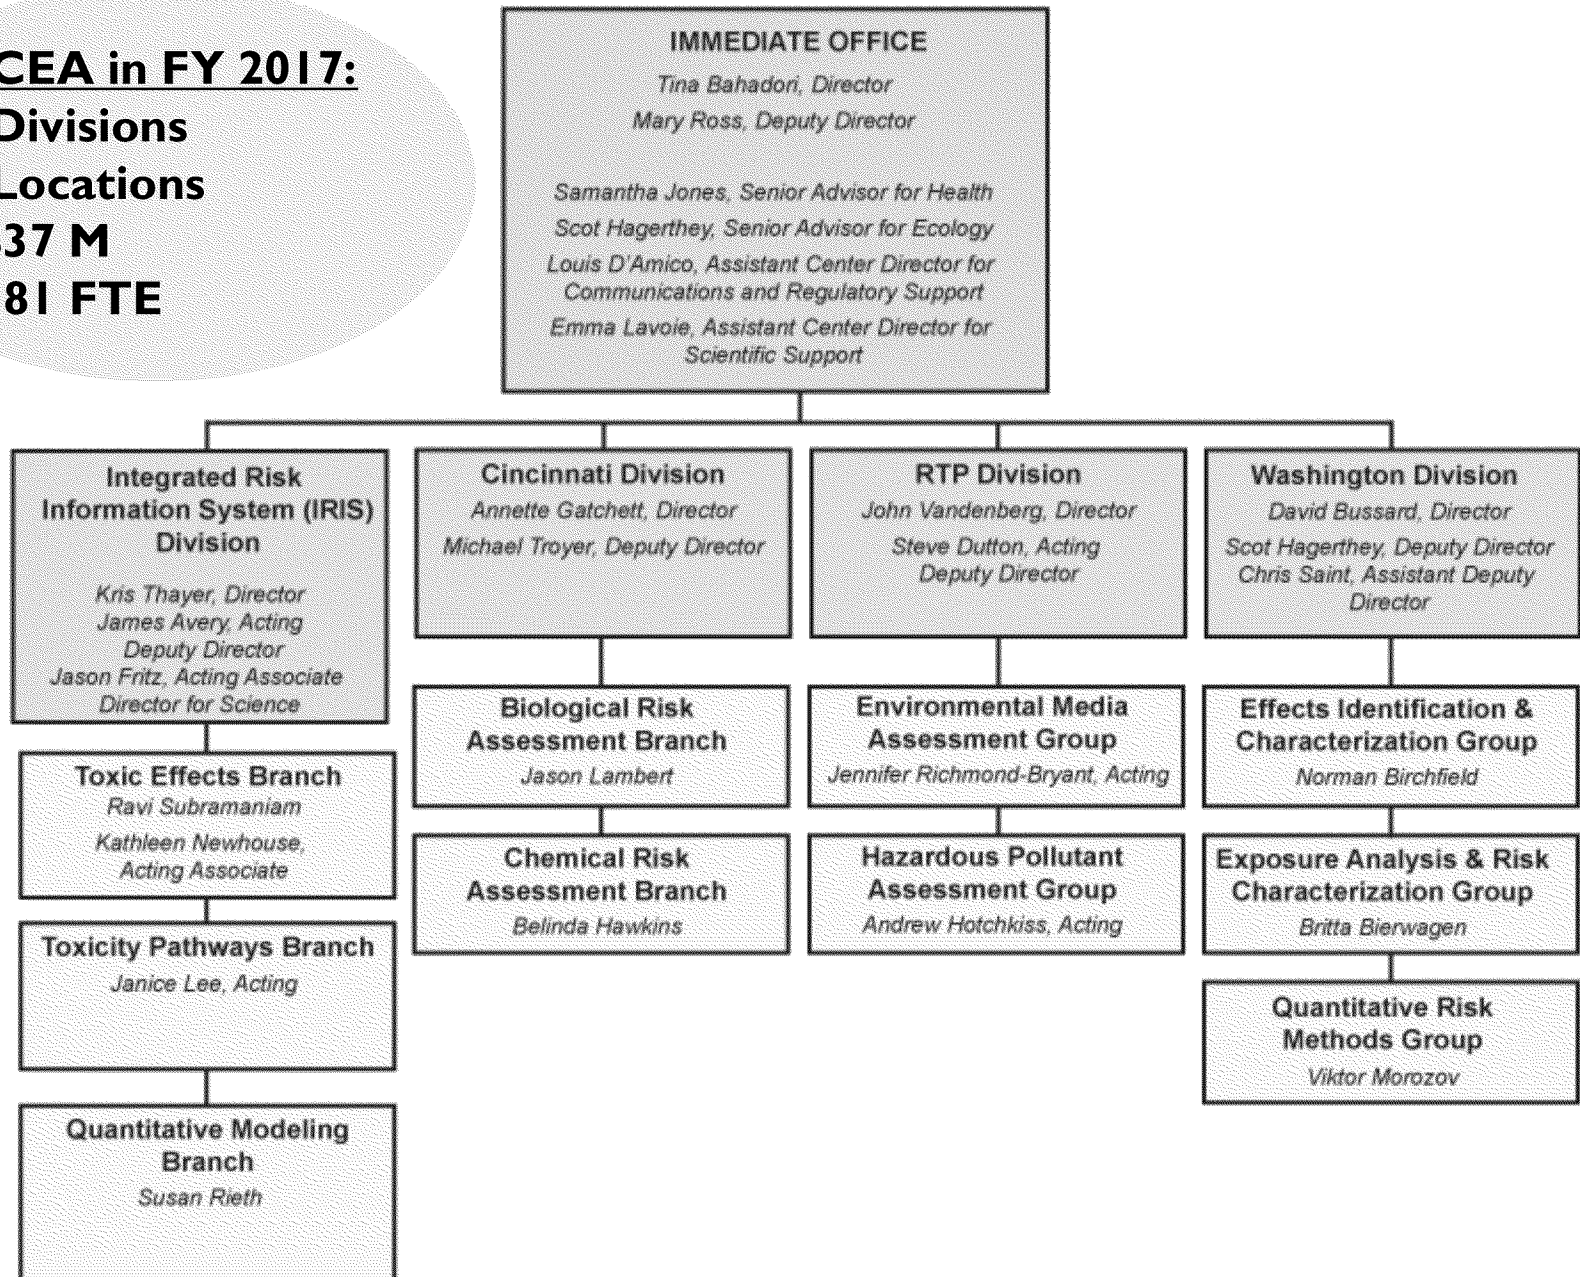 CEA in FY 2017:
Divisions
Locations
37 M
81 FTE
IMMEDIATE OFFICE
Tina Bahadori, Director
Mary Ross, Deputy Director
Samantha Jones, Senior Advisor for Health
Scot Hagerthey, Senior Advisor for Ecology
Louis D'Amico, Assistant Center Director for
Communications and Regulatory Support
Emma Lavoie, Assistant Center Director for
Scientific Support
Integrated Risk
Information System (IRIS)
Division
Kris Thayer, Director
James Avery, Acting
Deputy Director
Jason Fritz, Acting Associate
Director for Science
Toxic Effects Branch
Ravi Subramaniam
Kathleen Newhouse,
Acting Associate
Toxicity Pathways Branch
Janice Lee, Acting
Quantitative Modeling
Branch
Susan Rieth
Cincinnati Division
Annette Gatchett, Director
Michael Troyer, Deputy Director
Biological Risk
Assessment Branch
Jason Lambert
Chemical Risk
Assessment Branch
Belinda Hawkins
RTP Division
John Vandenberg, Director
Steve Dutton, Acting
Deputy Director
Environmental Media
Assessment Group
Jennifer Richmond-Bryant, Acting
Hazardous Pollutant
Assessment Group
Andrew Hotchkiss, Acting
Washington Division
David Bussard, Director
Scot Hagerthey, Deputy Director
Chris Saint, Assistant Deputy
Director
Effects Identification &
Characterization Group
Norman Birchfield
Exposure Analysis & Risk
Characterization Group
Britta Bierwagen
Quantitative Risk
Methods Group
Viktor Morozov